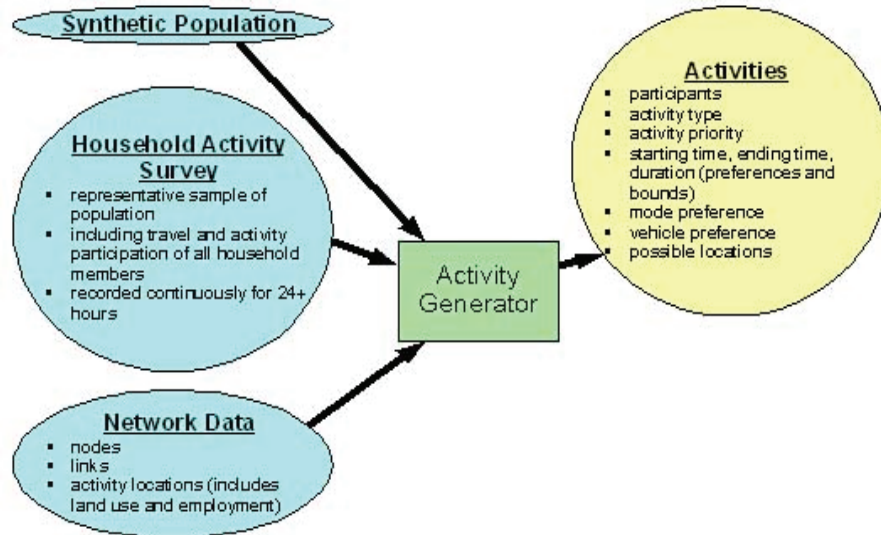 Synthetic Population
Household Activity
Survey
▪ representative sample of
population
▪ including travel and activity
participation of all household
members
▪ recorded continuously for 24+
hours
Network Data
▪ nodes
▪ links
▪ activity locations (includes
land use and employment)
Activity
Generator
Activities
▪ participants
▪ activity type
▪ activity priority
▪ starting time, ending time,
duration (preferences and
bounds)
▪ mode preference
▪ vehicle preference
▪ possible locations